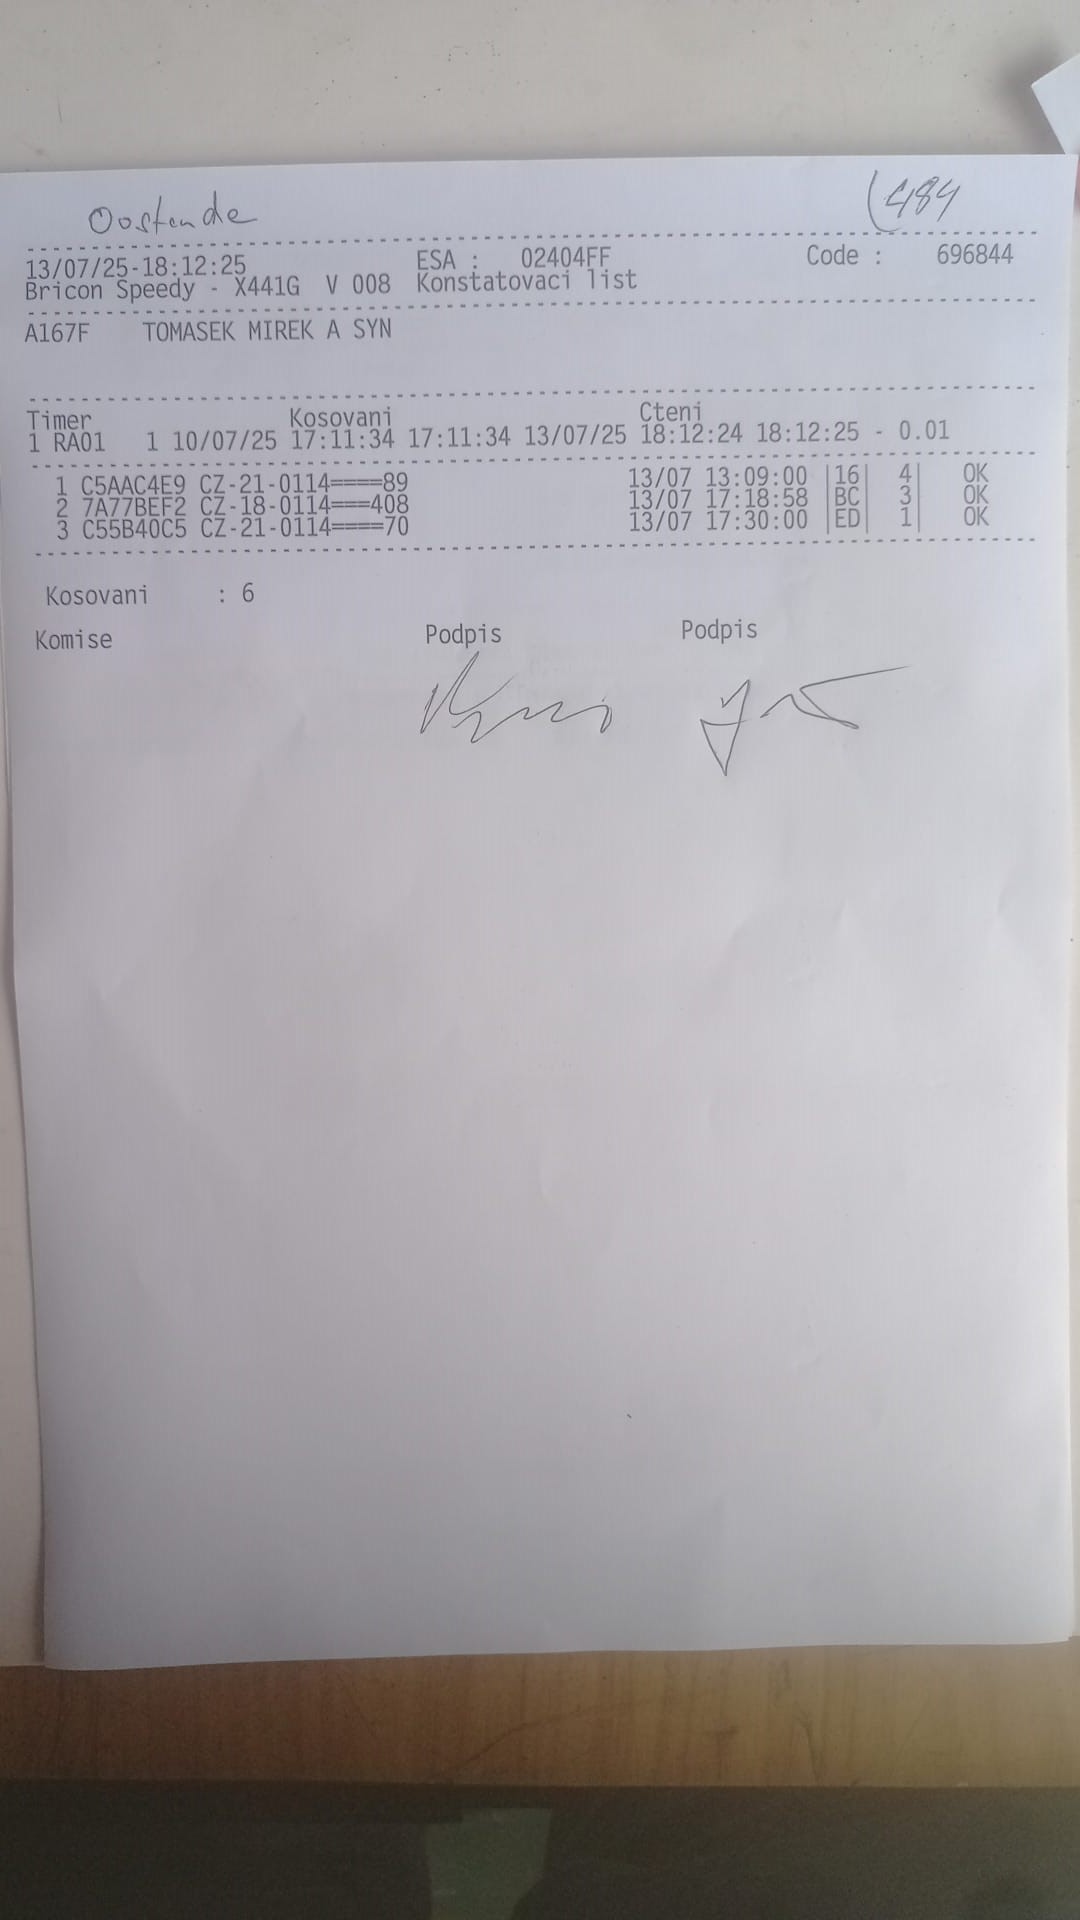 Oostende (484
13/07/25-18:12:25 ESA : 02404FF Code : 696844
Bricon Speedy - X441G V 008 Konstatovaci list
A167F TOMASEK MIREK A SYN
Timer Kosovani Cteni
1 RA01 1 10/07/25 17:11:34 17:11:34 13/07/25 18:12:24 18:12:25 - 0.01
1 C5AAC4E9 CZ-21-0114====89 13/07 13:09:00 |16| 4| OK
2 7A77BEF2 CZ-18-0114===408 13/07 17:18:58 |BC| 3| OK
3 C55B40C5 CZ-21-0114====70 13/07 17:30:00 |ED| 1| OK
Kosovani : 6
Komise Podpis Podpis